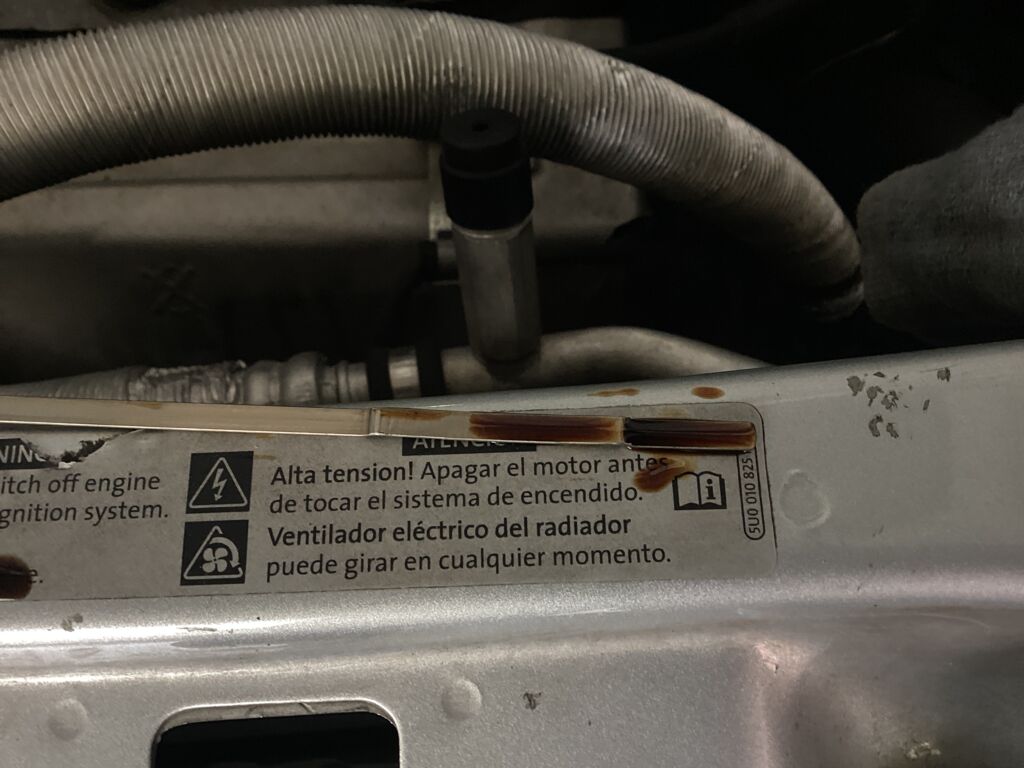 itch off engine
gnition system.
Alta tension! Apagar el motor antes
de tocar el sistema de encendido.
Ventilador eléctrico del radiador
puede girar en cualquier momento.
5U0 010 825